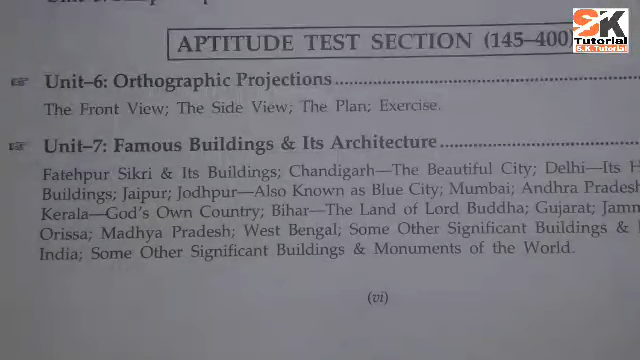 SK
Tutorial
S.K Tutorial
APTITUDE TEST SECTION (145–400)
Unit–6: Orthographic Projections
The Front View; The Side View; The Plan; Exercise.
Unit–7: Famous Buildings & Its Architecture
Fatehpur Sikri & Its Buildings; Chandigarh—The Beautiful City; Delhi—Its H
Buildings; Jaipur; Jodhpur—Also Known as Blue City; Mumbai; Andhra Pradesh
Kerala—God's Own Country; Bihar—The Land of Lord Buddha; Gujarat; Jamm
Orissa; Madhya Pradesh; West Bengal; Some Other Significant Buildings &
India; Some Other Significant Buildings & Monuments of the World.
(vi)